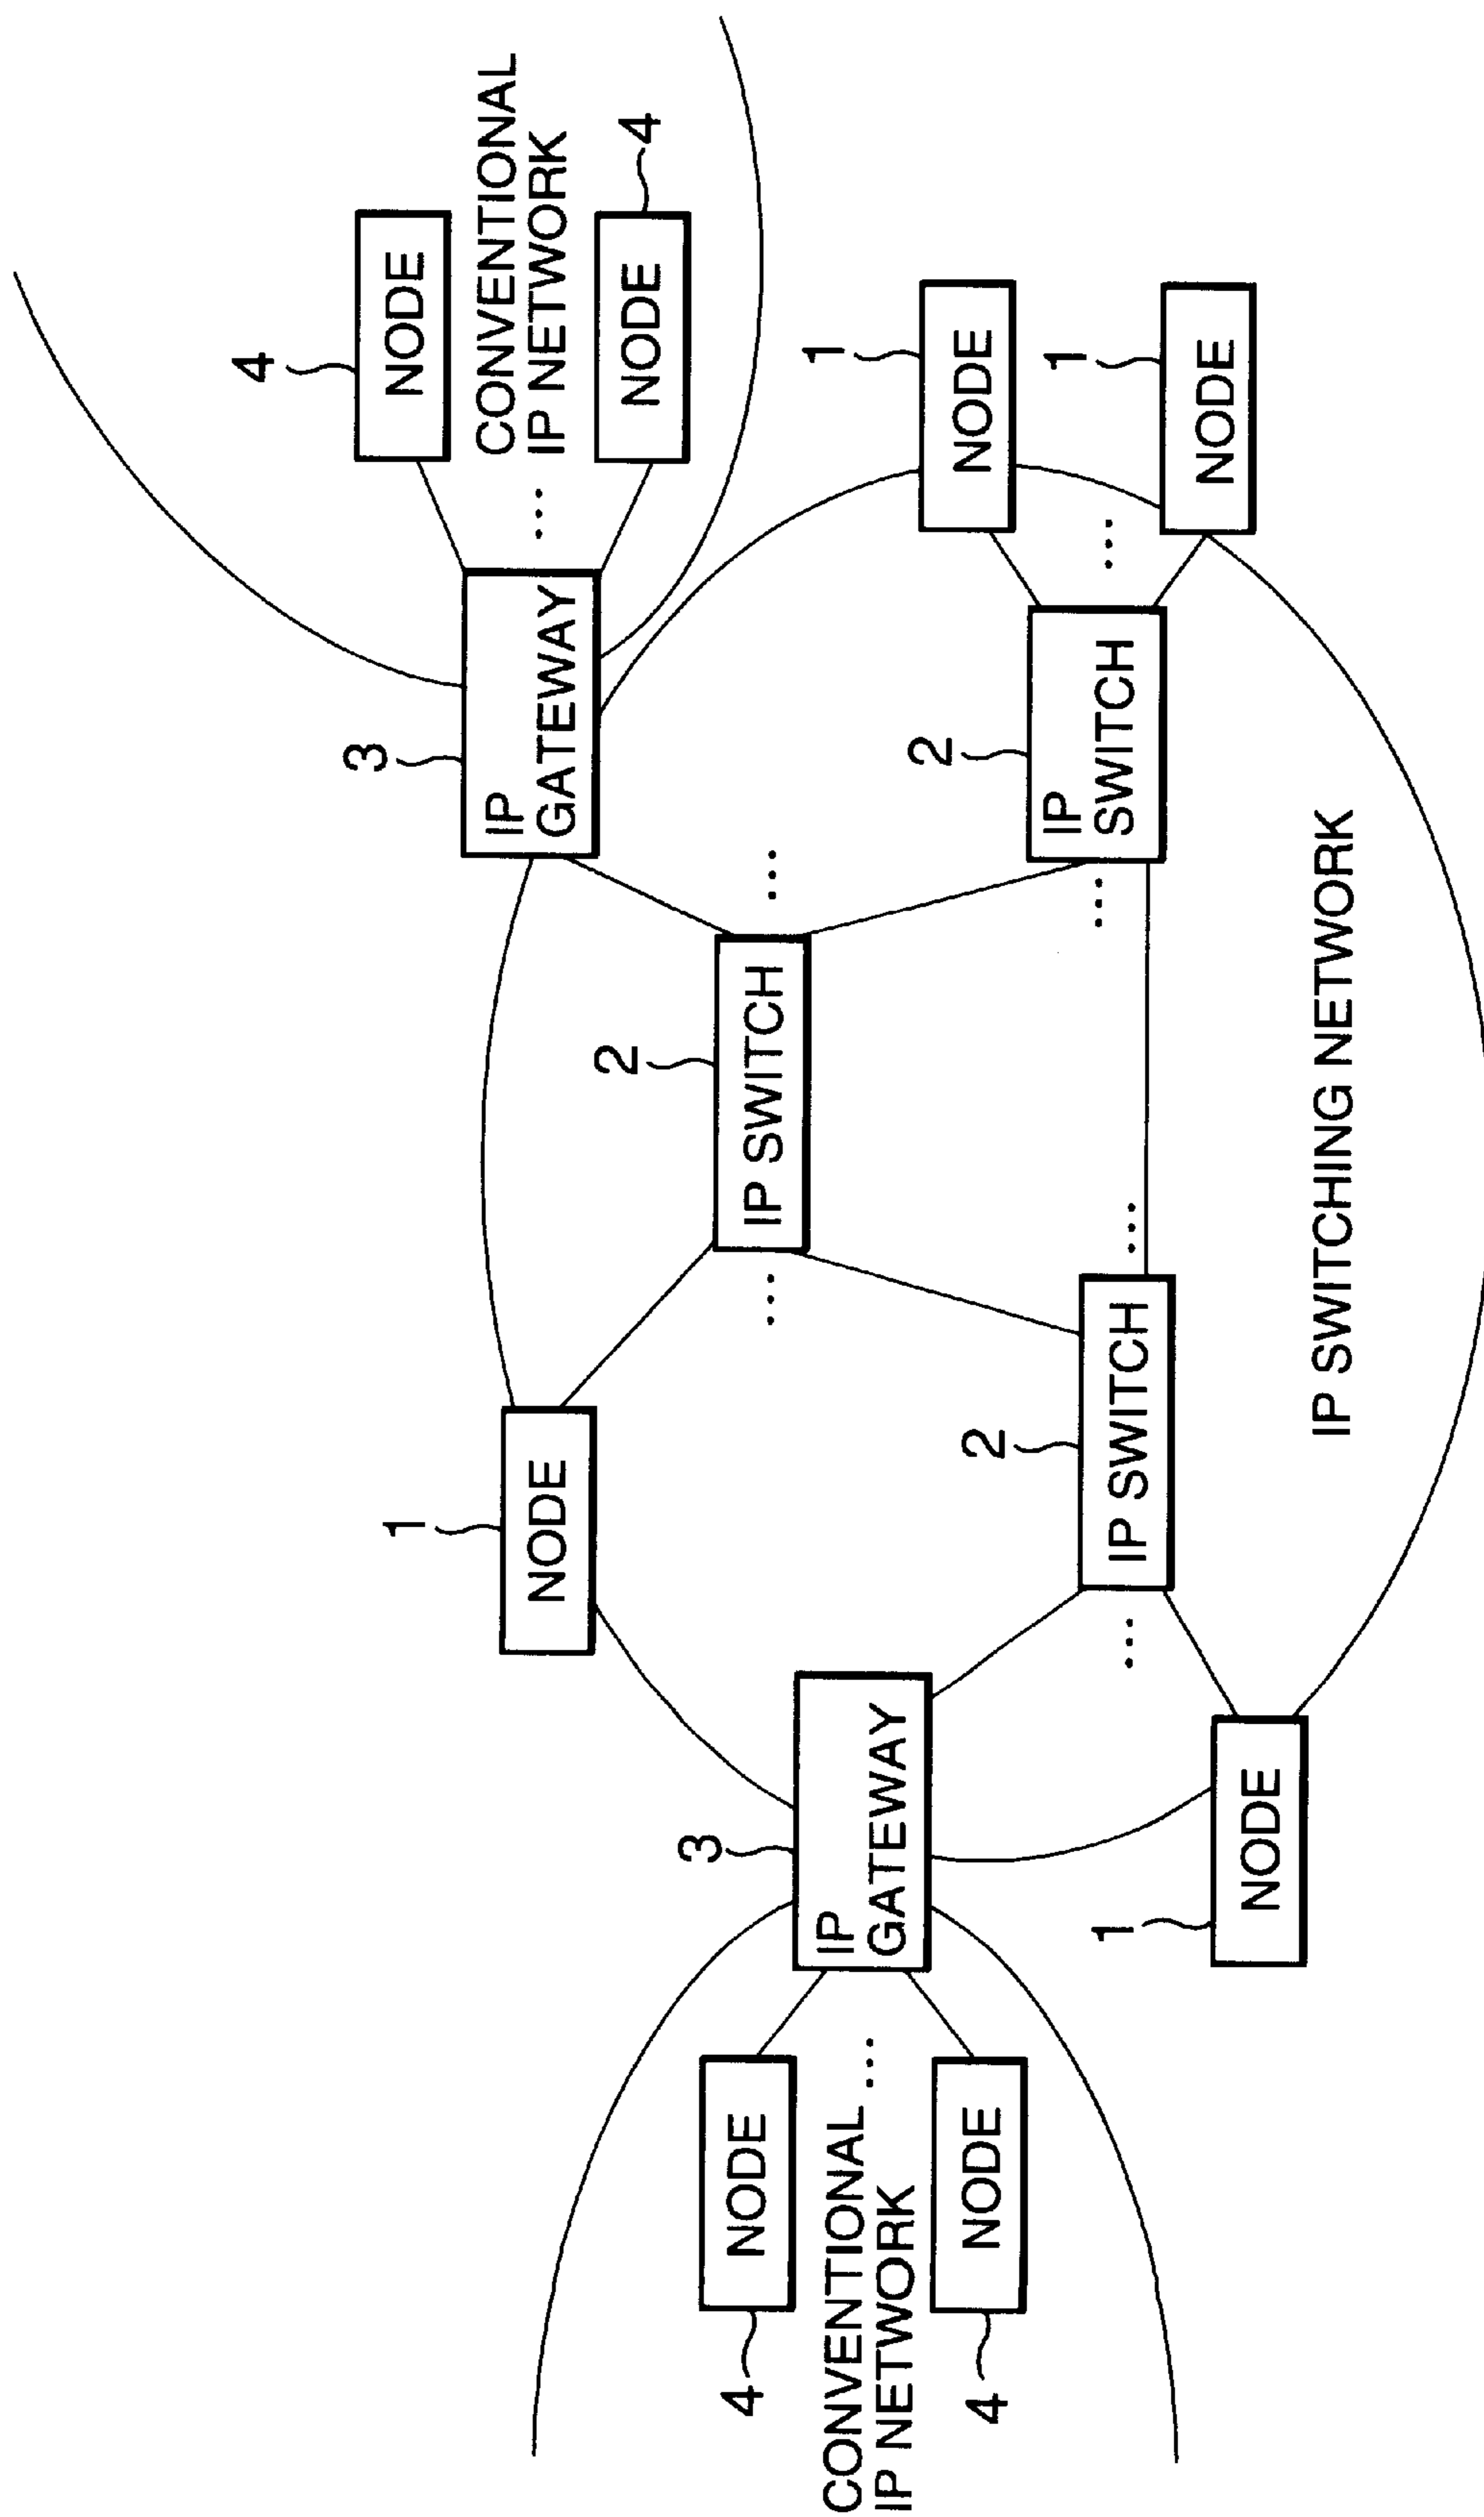 4
NODE
3
IP
GATEWAY
CONVENTIONAL
IP NETWORK
1
NODE
NODE
4
2
IP SWITCH
3
IP
GATEWAY
4
NODE
CONVENTIONAL
IP NETWORK
NODE
4
1
NODE
2
IP
SWITCH
1
NODE
2
IP SWITCH
1
NODE
IP SWITCHING NETWORK